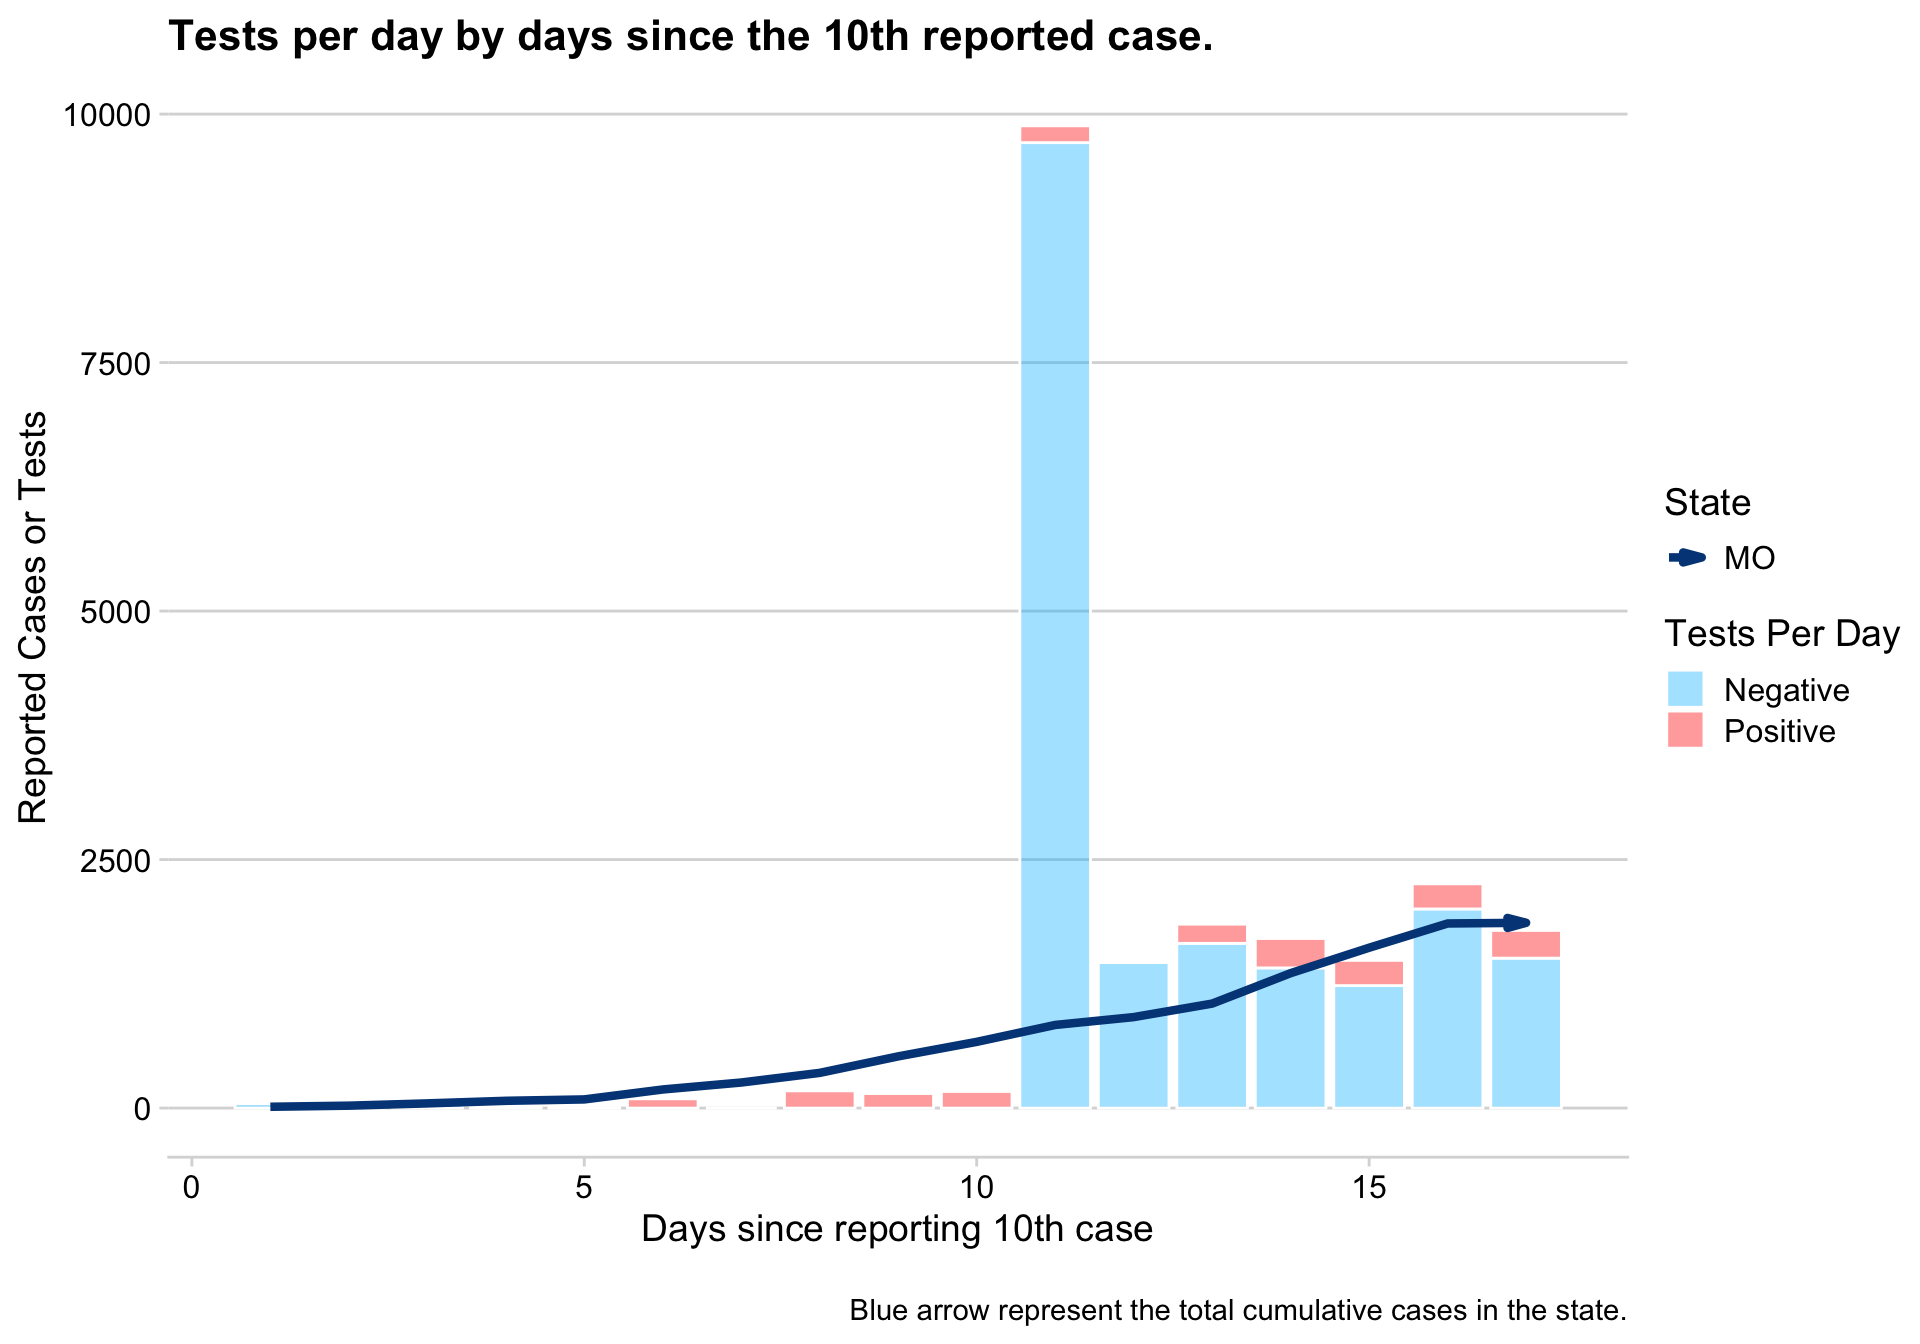 Tests per day by days since the 10th reported case.
10000
7500
5000
2500
0
Reported Cases or Tests
0
5
10
15
Days since reporting 10th case
State
MO
Tests Per Day
Negative
Positive
Blue arrow represent the total cumulative cases in the state.